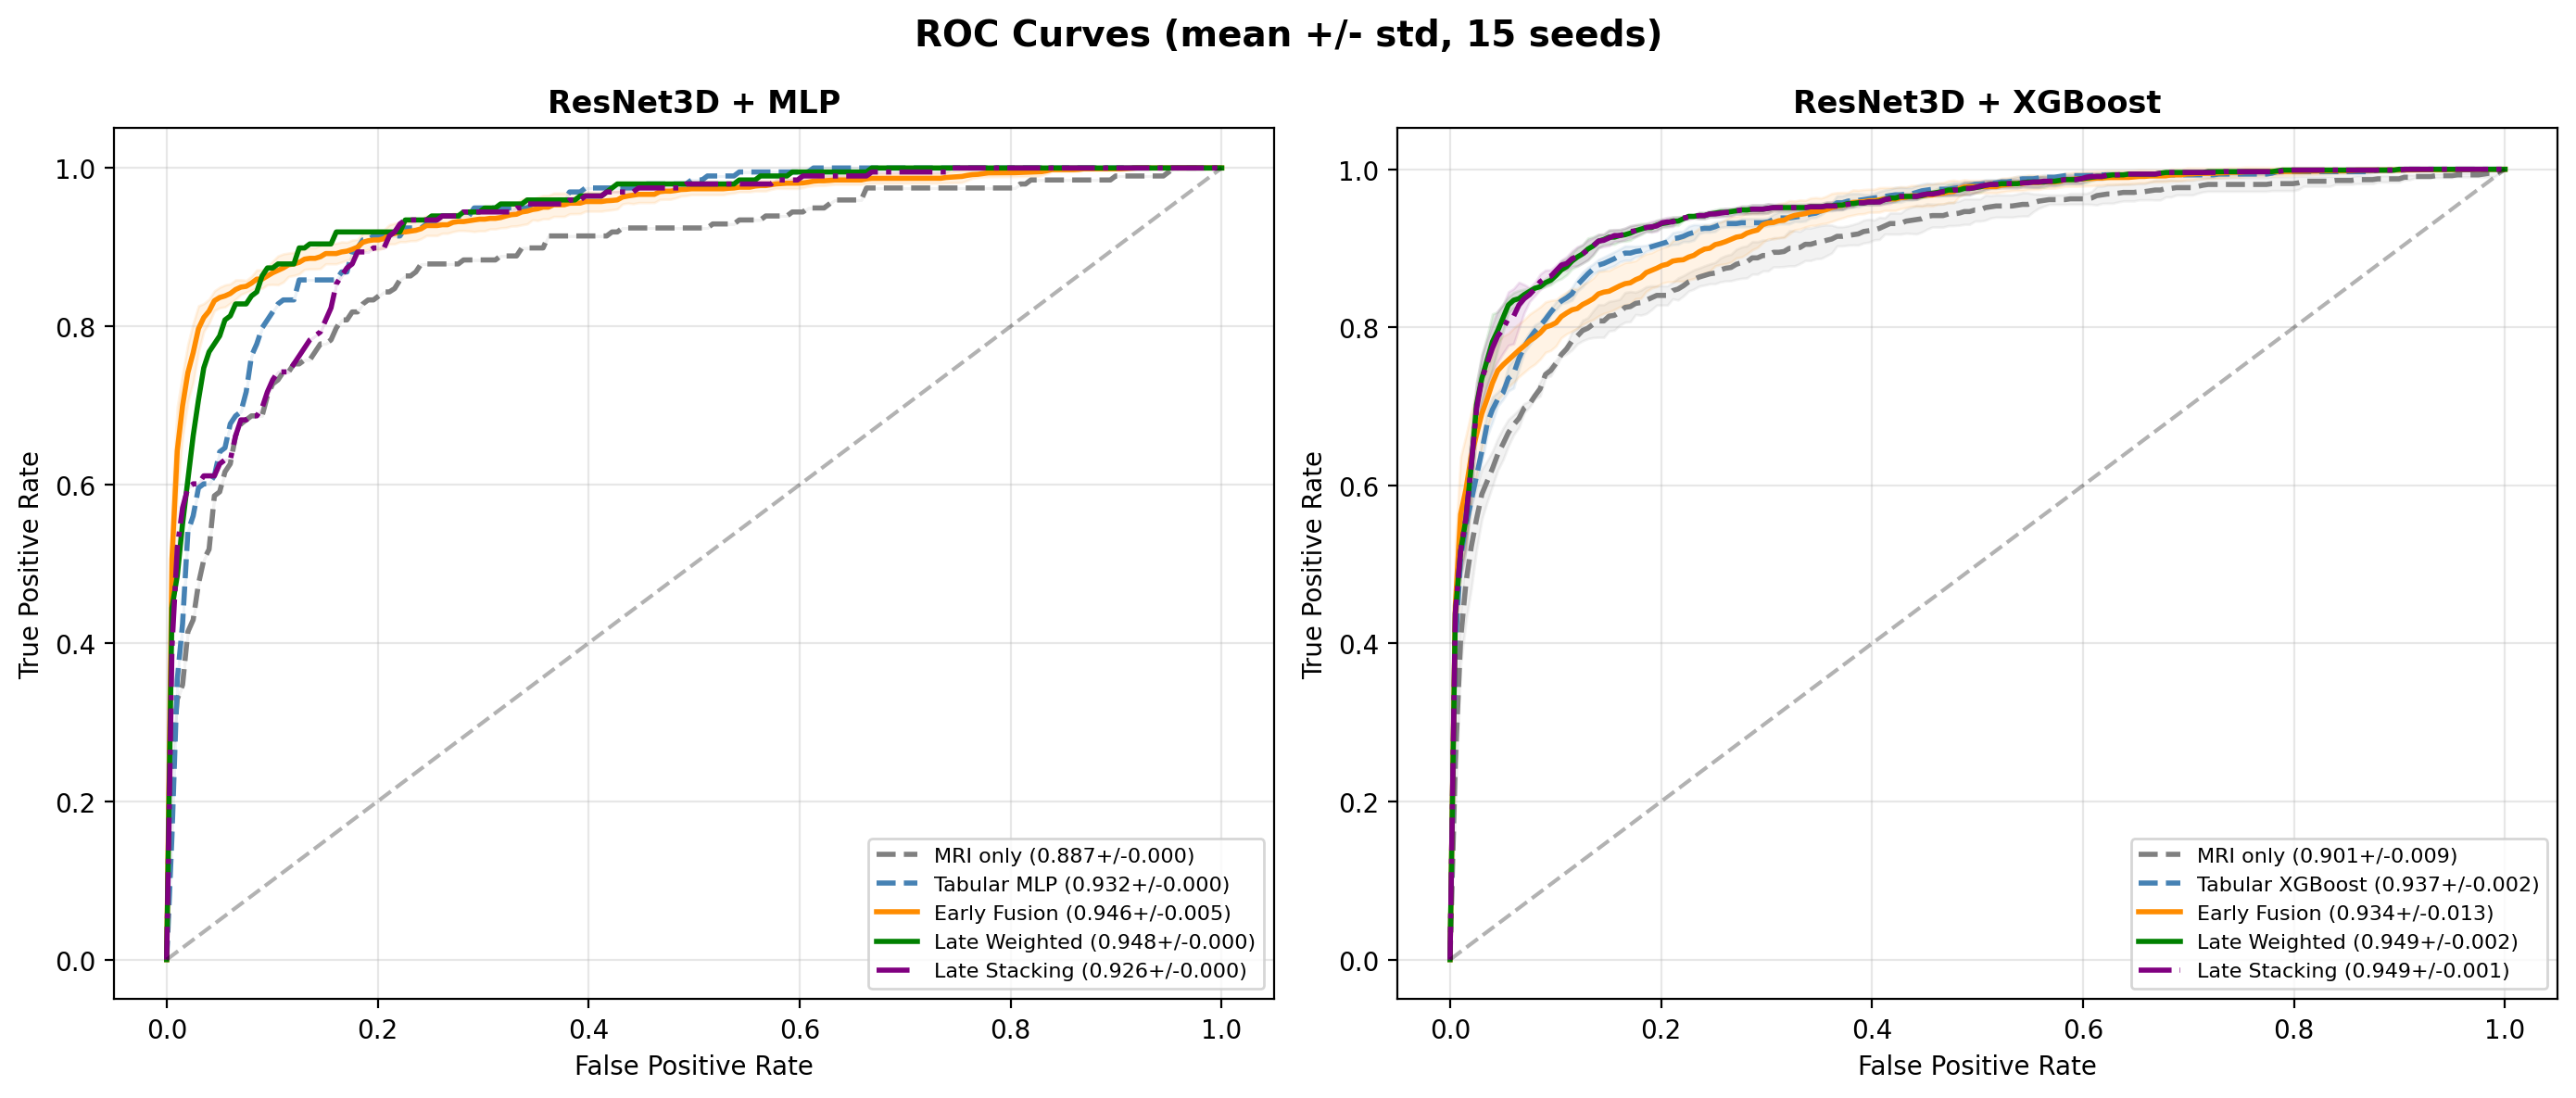 ROC Curves (mean +/- std, 15 seeds)
ResNet3D + MLP
True Positive Rate
1.0
0.8
0.6
0.4
0.2
0.0
MRI only (0.887+/-0.000)
Tabular MLP (0.932+/-0.000)
Early Fusion (0.946+/-0.005)
Late Weighted (0.948+/-0.000)
Late Stacking (0.926+/-0.000)
0.0 0.2 0.4 0.6 0.8 1.0
False Positive Rate
ResNet3D + XGBoost
True Positive Rate
1.0
0.8
0.6
0.4
0.2
0.0
MRI only (0.901+/-0.009)
Tabular XGBoost (0.937+/-0.002)
Early Fusion (0.934+/-0.013)
Late Weighted (0.949+/-0.002)
Late Stacking (0.949+/-0.001)
0.0 0.2 0.4 0.6 0.8 1.0
False Positive Rate